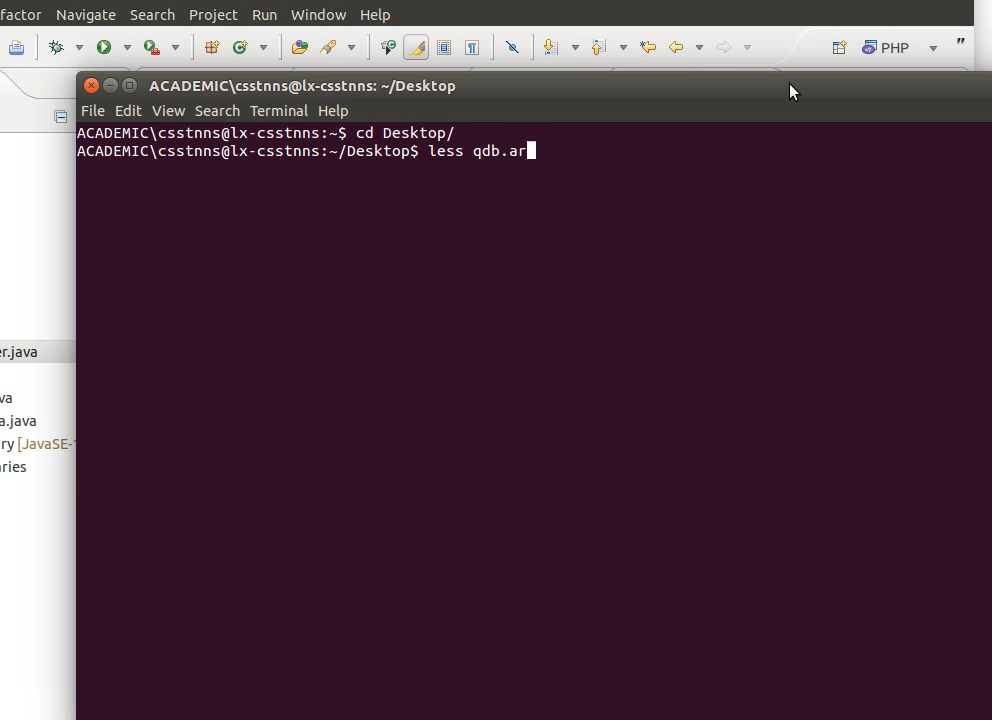 factor Navigate Search Project Run Window Help
PHP "
ACADEMIC\csstnns@lx-csstnns: ~/Desktop
File Edit View Search Terminal Help
ACADEMIC\csstnns@lx-csstnns:~$ cd Desktop/
ACADEMIC\csstnns@lx-csstnns:~/Desktop$ less qdb.ar
er.java
va
a.java
ry [JavaSE-1
raries